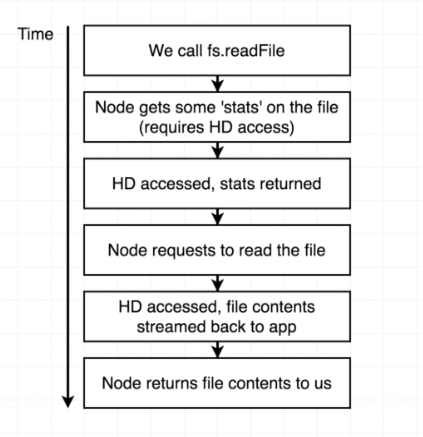 Time
We call fs.readFile
Node gets some 'stats' on the file
(requires HD access)
HD accessed, stats returned
Node requests to read the file
HD accessed, file contents
streamed back to app
Node returns file contents to us